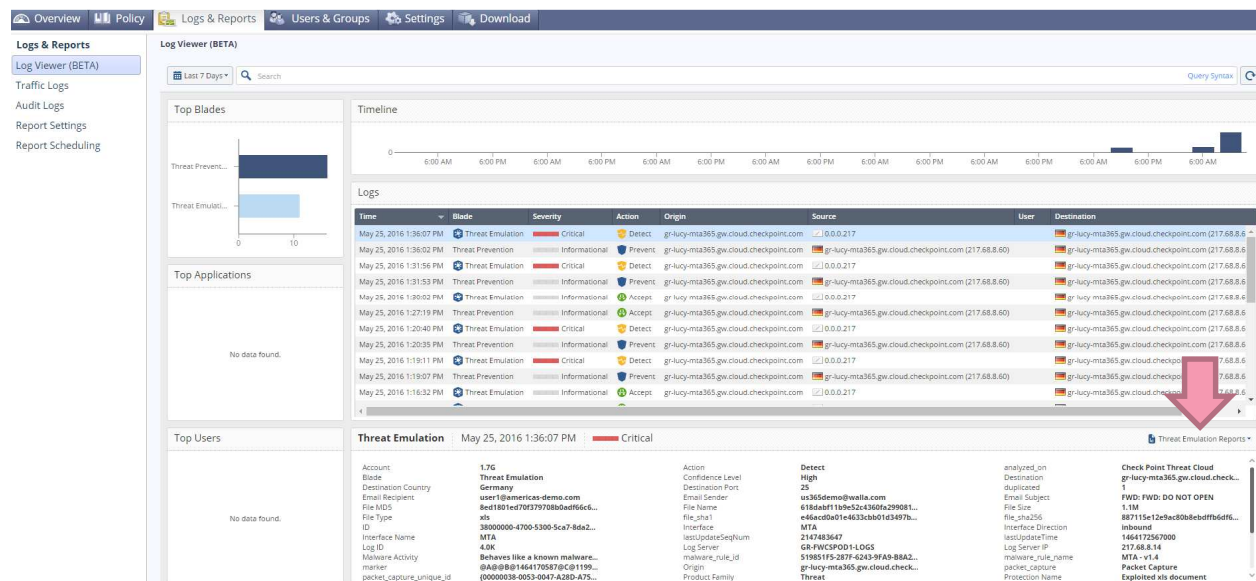 Overview Policy Logs & Reports Users & Groups Settings Download
Logs & Reports
Log Viewer (BETA)
Traffic Logs
Audit Logs
Report Settings
Report Scheduling
Log Viewer (BETA)
Last 7 Days Search Query Syntax
Top Blades
Threat Prevent...
Threat Emulati...
0 10
Top Applications
No data found.
Top Users
No data found.
Timeline
0
6:00 AM 6:00 PM 6:00 AM 6:00 PM 6:00 AM 6:00 PM 6:00 AM 6:00 PM 6:00 AM 6:00 PM 6:00 AM 6:00 PM 6:00 AM 6:00 PM 6:00 AM
Logs
Time Blade Severity Action Origin Source User Destination
May 25, 2016 1:36:07 PM Threat Emulation Critical Detect gr-lucy-mta365.gw.cloud.checkpoint.com 0.0.0.217 gr-lucy-mta365.gw.cloud.checkpoint.com (217.68.8.6
May 25, 2016 1:36:02 PM Threat Prevention Informational Prevent gr-lucy-mta365.gw.cloud.checkpoint.com gr-lucy-mta365.gw.cloud.checkpoint.com (217.68.8.60) gr-lucy-mta365.gw.cloud.checkpoint.com (217.68.8.6
May 25, 2016 1:31:56 PM Threat Emulation Critical Detect gr-lucy-mta365.gw.cloud.checkpoint.com 0.0.0.217 gr-lucy-mta365.gw.cloud.checkpoint.com (217.68.8.6
May 25, 2016 1:31:53 PM Threat Prevention Informational Prevent gr-lucy-mta365.gw.cloud.checkpoint.com gr-lucy-mta365.gw.cloud.checkpoint.com (217.68.8.60) gr-lucy-mta365.gw.cloud.checkpoint.com (217.68.8.6
May 25, 2016 1:30:02 PM Threat Emulation Informational Accept gr-lucy-mta365.gw.cloud.checkpoint.com 0.0.0.217 gr-lucy-mta365.gw.cloud.checkpoint.com (217.68.8.6
May 25, 2016 1:27:19 PM Threat Prevention Informational Accept gr-lucy-mta365.gw.cloud.checkpoint.com gr-lucy-mta365.gw.cloud.checkpoint.com (217.68.8.60) gr-lucy-mta365.gw.cloud.checkpoint.com (217.68.8.6
May 25, 2016 1:20:40 PM Threat Emulation Critical Detect gr-lucy-mta365.gw.cloud.checkpoint.com 0.0.0.217 gr-lucy-mta365.gw.cloud.checkpoint.com (217.68.8.6
May 25, 2016 1:20:35 PM Threat Prevention Informational Prevent gr-lucy-mta365.gw.cloud.checkpoint.com gr-lucy-mta365.gw.cloud.checkpoint.com (217.68.8.60) gr-lucy-mta365.gw.cloud.checkpoint.com (217.68.8.6
May 25, 2016 1:19:11 PM Threat Emulation Critical Detect gr-lucy-mta365.gw.cloud.checkpoint.com 0.0.0.217 gr-lucy-mta365.gw.cloud.checkpo 7.68.8.6
May 25, 2016 1:19:07 PM Threat Prevention Informational Prevent gr-lucy-mta365.gw.cloud.checkpoint.com gr-lucy-mta365.gw.cloud.checkpoint.com (217.68.8.60) gr-lucy-mta365.gw.cloud.checkpo 7.68.8.6
May 25, 2016 1:16:32 PM Threat Emulation Informational Accept gr-lucy-mta365.gw.cloud.checkpoint.com 0.0.0.217 gr-lucy-mta365.gw.cloud.check 7.68.8.6
Threat Emulation May 25, 2016 1:36:07 PM Critical Threat Emulation Reports
Account 1.7G Action Detect analyzed_on Check Point Threat Cloud
Blade Threat Emulation Confidence Level High Destination gr-lucy-mta365.gw.cloud.check...
Destination Country Germany Destination Port 25 duplicated 1
Email Recipient user1@americas-demo.com Email Sender us365demo@walla.com Email Subject FWD: FWD: DO NOT OPEN
File MD5 8ed1801ed70f379708b0adf66c6... File Name 618dabf11b9e52c4360fa299081... File Size 1.1M
File Type xls file_sha1 e46acd0a01e4633cbb01d3497b... file_sha256 887115e12e9ac80b8ebdffb6df6...
ID 38000000-4700-5300-5ca7-8da2... Interface MTA Interface Direction inbound
Interface Name MTA lastUpdateSeqNum 2147483647 lastUpdateTime 1464172567000
Log ID 4.0K Log Server GR-FWCSPOD1-LOGS Log Server IP 217.68.8.14
Malware Activity Behaves like a known malware... malware_rule_id 519851F5-287F-6243-9FA9-B8A2... malware_rule_name MTA - v1.4
marker @A@@B@1464170587@C@1199... Origin gr-lucy-mta365.gw.cloud.check... packet_capture Packet Capture
packet_capture_unique_id {00000038-0053-0047-A28D-A75... Product Family Threat Protection Name Exploited xls document